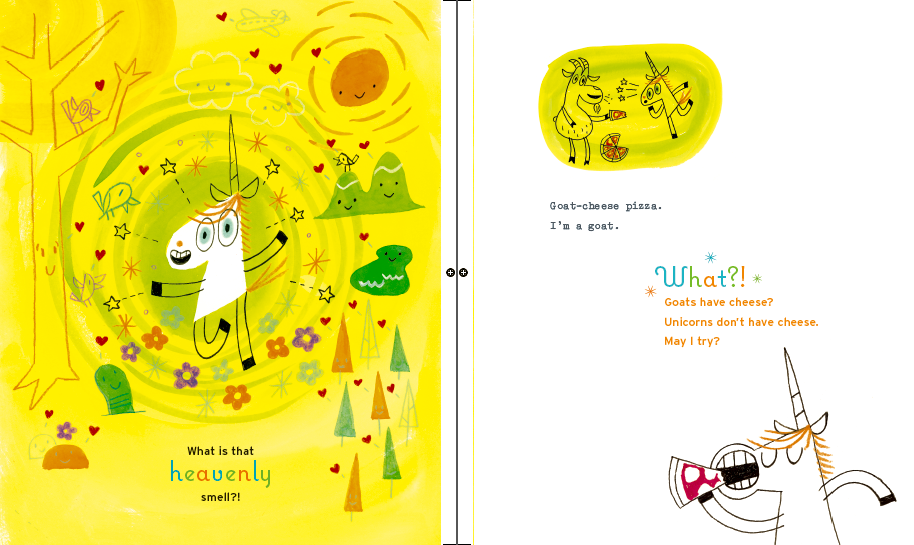 What is that
heavenly
smell?!
Goat-cheese pizza.
I'm a goat.
What?!
Goats have cheese?
Unicorns don't have cheese.
May I try?